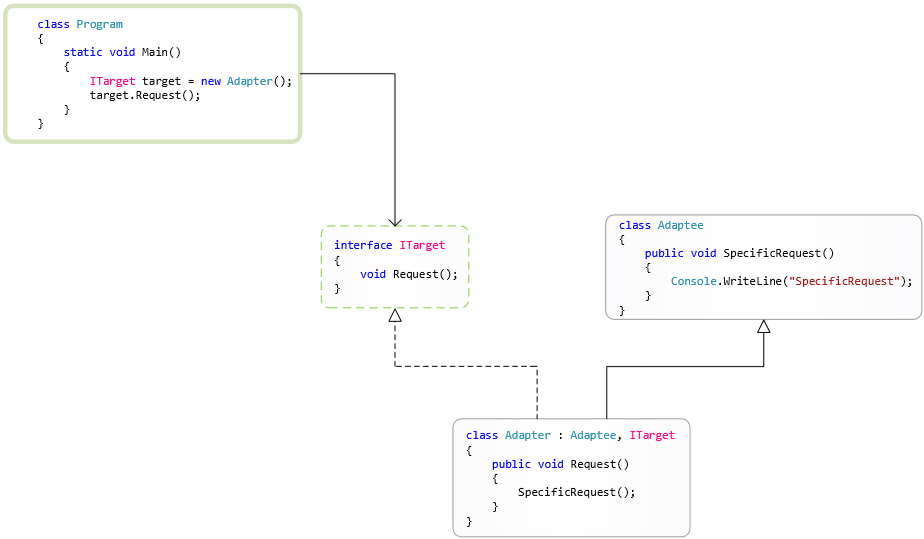 class Program
{
static void Main()
{
ITarget target = new Adapter();
target.Request();
}
}
interface ITarget
{
void Request();
}
class Adaptee
{
public void SpecificRequest()
{
Console.WriteLine("SpecificRequest");
}
}
class Adapter : Adaptee, ITarget
{
public void Request()
{
SpecificRequest();
}
}